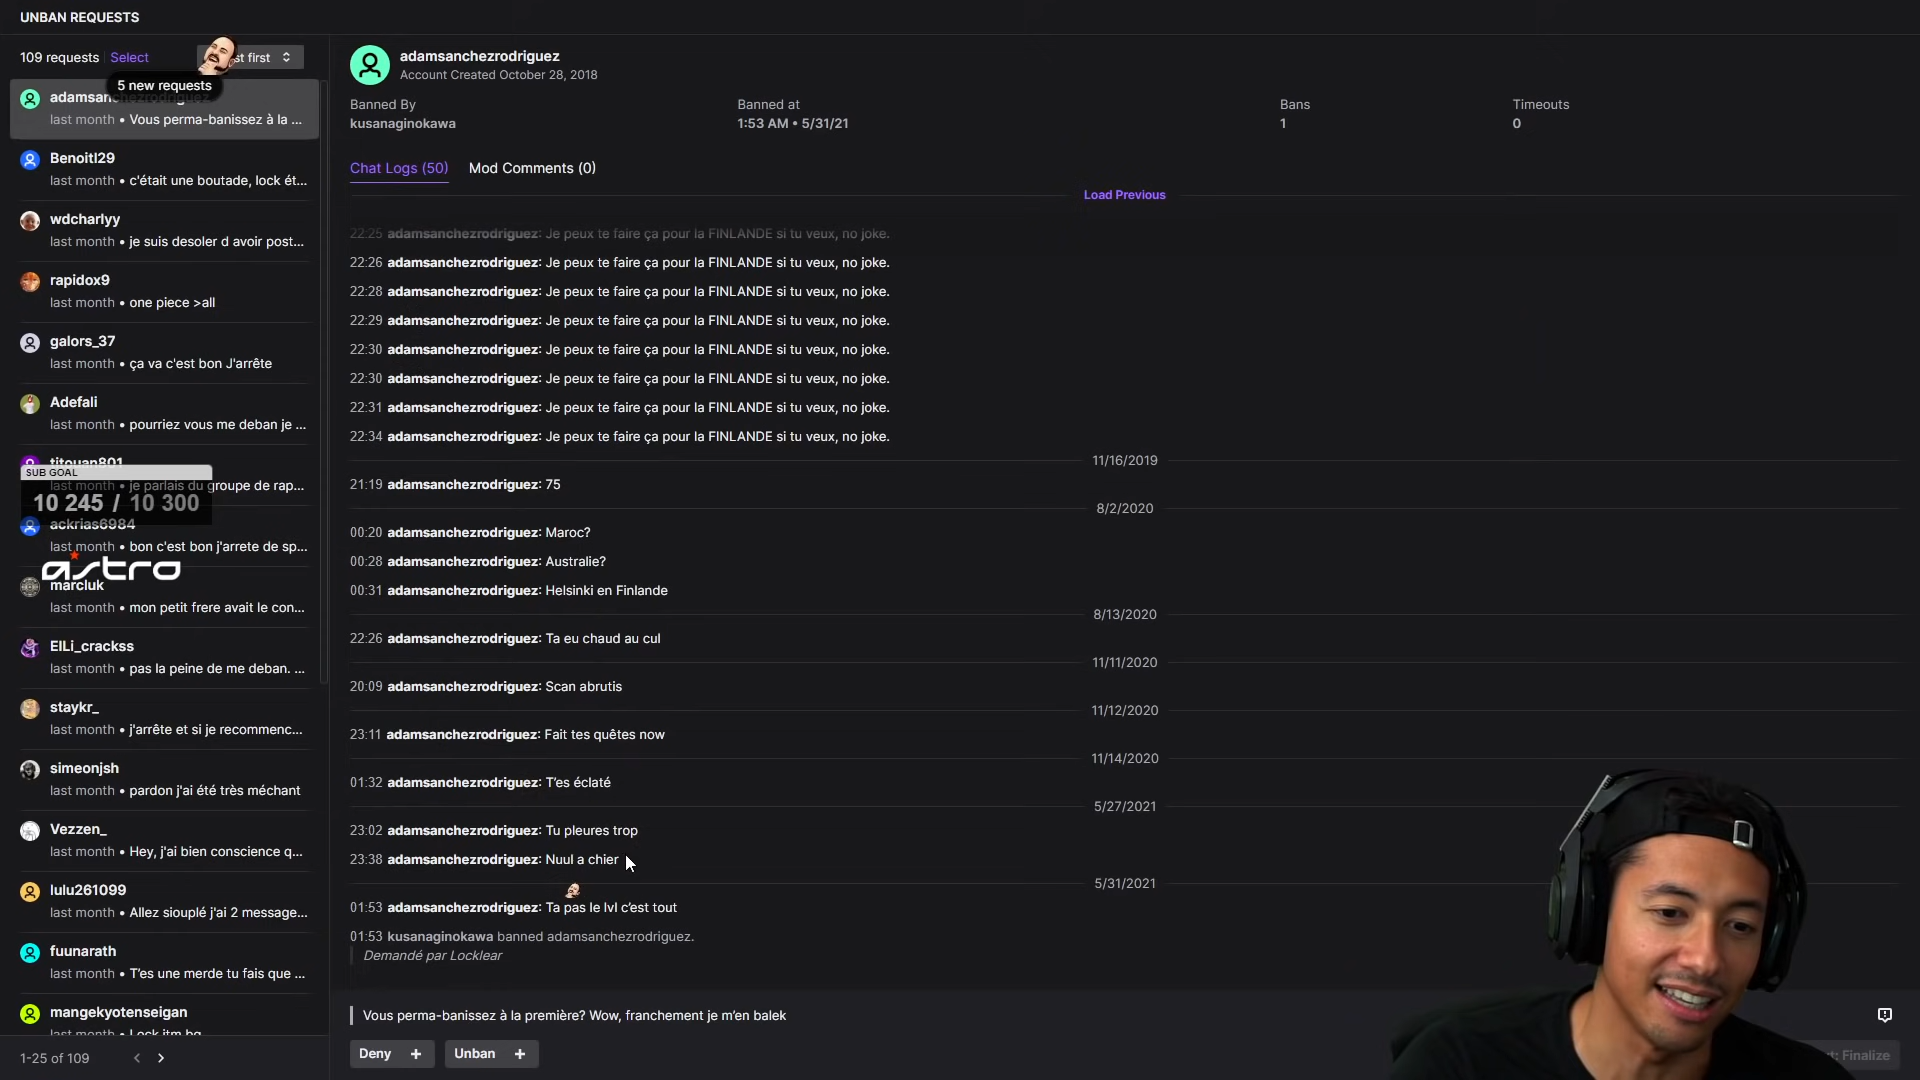 UNBAN REQUESTS
109 requests Select st first
5 new requests
adamsanchezrodriguez
last month • Vous perma-banissez à la ...
Benoitl29
last month • c'était une boutade, lock ét...
wdcharlyy
last month • je suis desoler d avoir post...
rapidox9
last month • one piece >all
galors_37
last month • ça va c'est bon J'arrête
Adefali
last month • pourriez vous me deban je ...
titouan801
SUB GOAL
last month • je parlais du groupe de rap...
10 245 / 10 300
ackrias6984
last month • bon c'est bon j'arrete de sp...
astro
marcluk
last month • mon petit frere avait le con...
ElLi_crackss
last month • pas la peine de me deban. ...
staykr_
last month • j'arrête et si je recommenc...
simeonjsh
last month • pardon j'ai été très méchant
Vezzen_
last month • Hey, j'ai bien conscience q...
lulu261099
last month • Allez siouplé j'ai 2 message...
fuunarath
last month • T'es une merde tu fais que ...
mangekyotenseigan
last month • Lock jtm bg
1-25 of 109
adamsanchezrodriguez
Account Created October 28, 2018
Banned By Banned at Bans Timeouts
kusanaginokawa 1:53 AM • 5/31/21 1 0
Chat Logs (50) Mod Comments (0)
Load Previous
22:25 adamsanchezrodriguez: Je peux te faire ça pour la FINLANDE si tu veux, no joke.
22:26 adamsanchezrodriguez: Je peux te faire ça pour la FINLANDE si tu veux, no joke.
22:28 adamsanchezrodriguez: Je peux te faire ça pour la FINLANDE si tu veux, no joke.
22:29 adamsanchezrodriguez: Je peux te faire ça pour la FINLANDE si tu veux, no joke.
22:30 adamsanchezrodriguez: Je peux te faire ça pour la FINLANDE si tu veux, no joke.
22:30 adamsanchezrodriguez: Je peux te faire ça pour la FINLANDE si tu veux, no joke.
22:31 adamsanchezrodriguez: Je peux te faire ça pour la FINLANDE si tu veux, no joke.
22:34 adamsanchezrodriguez: Je peux te faire ça pour la FINLANDE si tu veux, no joke.
11/16/2019
21:19 adamsanchezrodriguez: 75
8/2/2020
00:20 adamsanchezrodriguez: Maroc?
00:28 adamsanchezrodriguez: Australie?
00:31 adamsanchezrodriguez: Helsinki en Finlande
8/13/2020
22:26 adamsanchezrodriguez: Ta eu chaud au cul
11/11/2020
20:09 adamsanchezrodriguez: Scan abrutis
11/12/2020
23:11 adamsanchezrodriguez: Fait tes quêtes now
11/14/2020
01:32 adamsanchezrodriguez: T'es éclaté
5/27/2021
23:02 adamsanchezrodriguez: Tu pleures trop
23:38 adamsanchezrodriguez: Nuul a chier
5/31/2021
01:53 adamsanchezrodriguez: Ta pas le lvl c'est tout
01:53 kusanaginokawa banned adamsanchezrodriguez.
Demandé par Locklear
Vous perma-banissez à la première? Wow, franchement je m'en balek
Deny + Unban +
t: Finalize